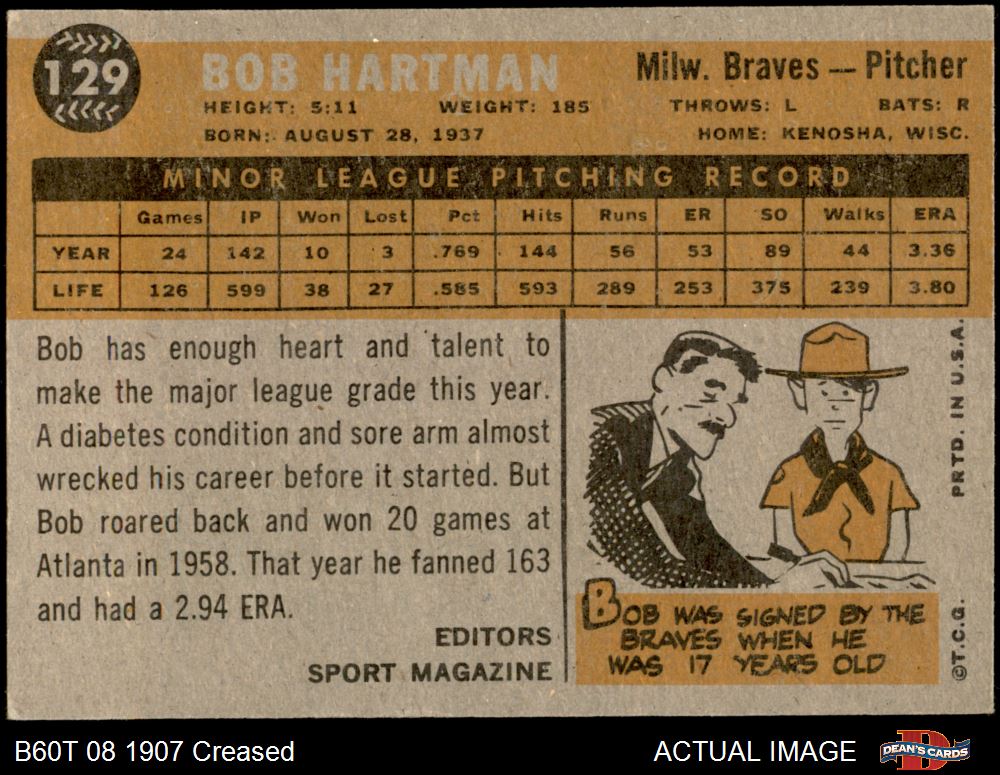 129
BOB HARTMAN
Milw. Braves — Pitcher
HEIGHT: 5:11 WEIGHT: 185 THROWS: L BATS: R
BORN: AUGUST 28, 1937 HOME: KENOSHA, WISC.
MINOR LEAGUE PITCHING RECORD
Games IP Won Lost Pct Hits Runs ER SO Walks ERA
YEAR 24 142 10 3 .769 144 56 53 89 44 3.36
LIFE 126 599 38 27 .585 593 289 253 375 239 3.80
Bob has enough heart and talent to
make the major league grade this year.
A diabetes condition and sore arm almost
wrecked his career before it started. But
Bob roared back and won 20 games at
Atlanta in 1958. That year he fanned 163
and had a 2.94 ERA.
EDITORS
SPORT MAGAZINE
BOB WAS SIGNED BY THE
BRAVES WHEN HE
WAS 17 YEARS OLD
PRTD. IN U.S.A.
©T.C.G.
B60T 08 1907 Creased
ACTUAL IMAGE
DEAN'S CARDS